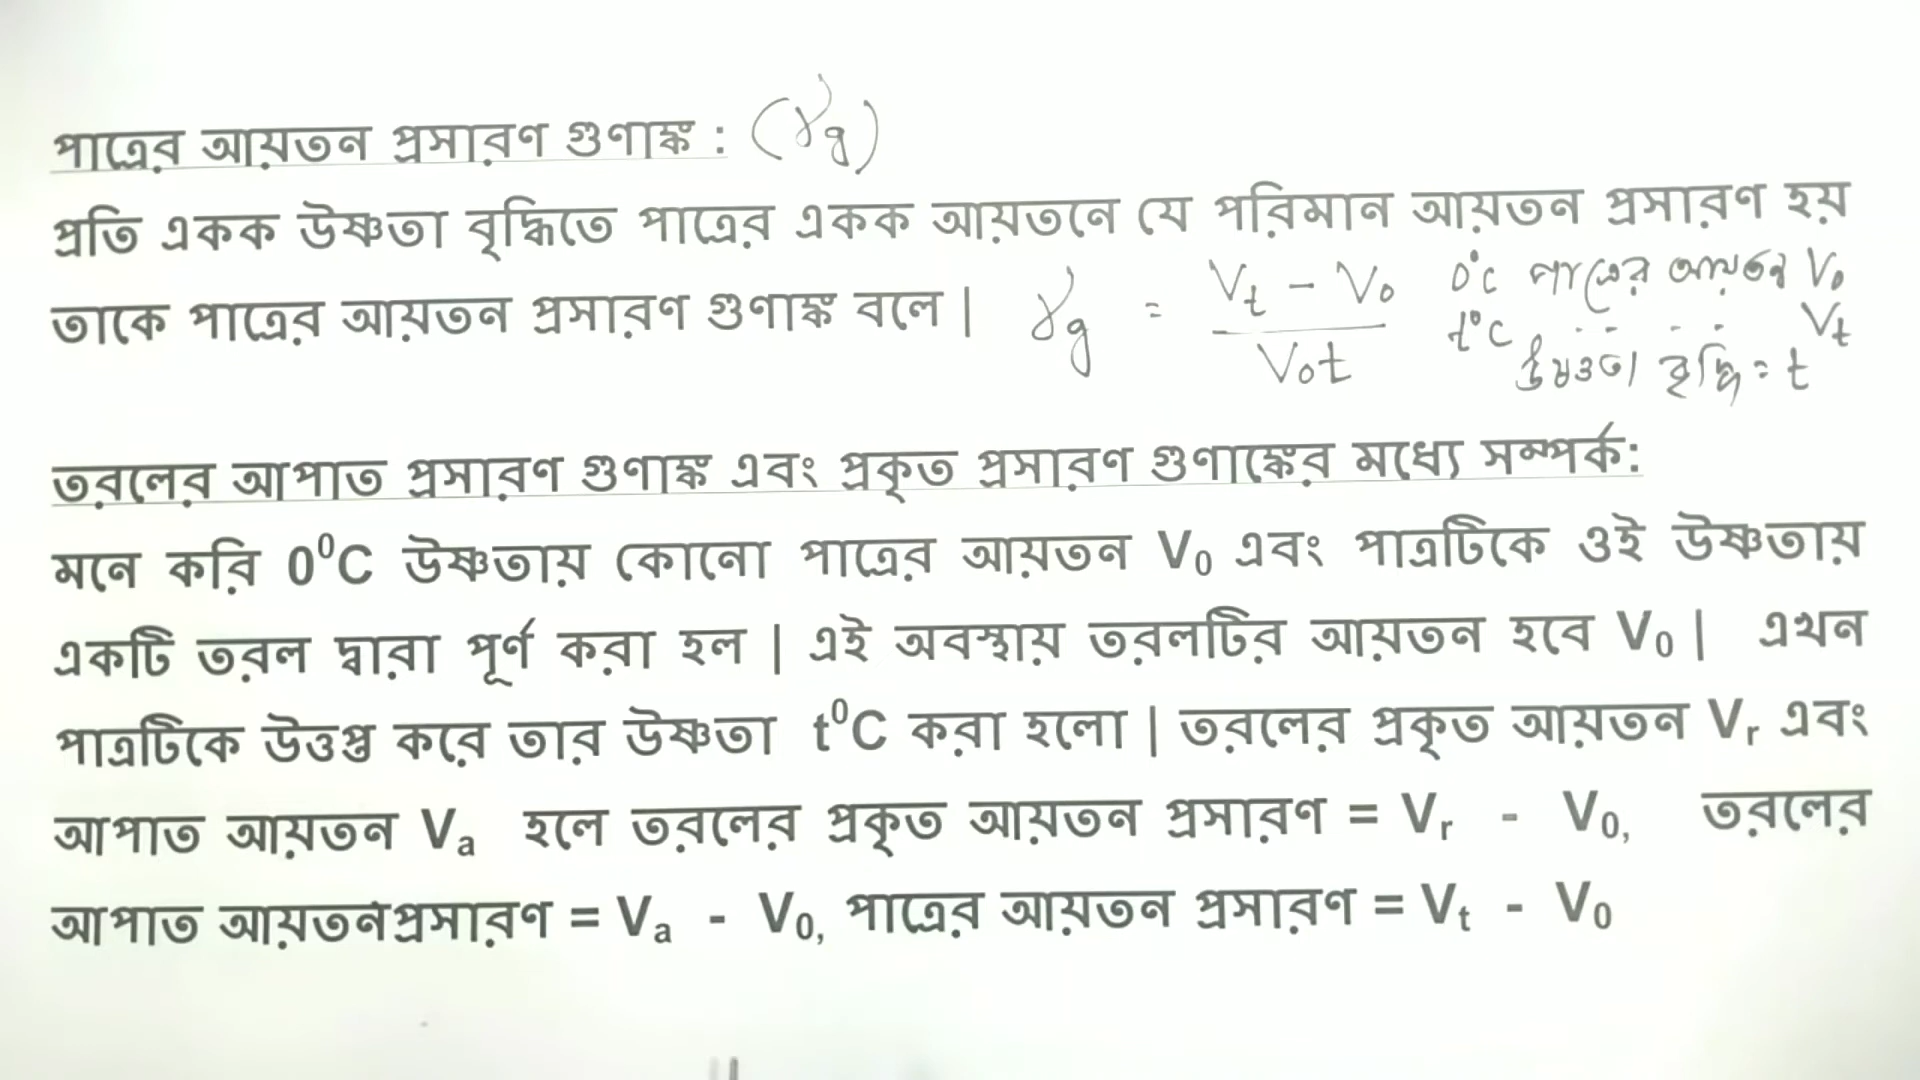 পাত্রের আয়তন প্রসারণ গুণাঙ্ক : (γg)
প্রতি একক উষ্ণতা বৃদ্ধিতে পাত্রের একক আয়তনে যে পরিমান আয়তন প্রসারণ হয়
তাকে পাত্রের আয়তন প্রসারণ গুণাঙ্ক বলে |
γg = (Vt - V0) / V0t
0°C পাত্রের আয়তন V0
t°C " " Vt
উষ্ণতা বৃদ্ধি = t
তরলের আপাত প্রসারণ গুণাঙ্ক এবং প্রকৃত প্রসারণ গুণাঙ্কের মধ্যে সম্পর্ক:
মনে করি 0⁰C উষ্ণতায় কোনো পাত্রের আয়তন V₀ এবং পাত্রটিকে ওই উষ্ণতায়
একটি তরল দ্বারা পূর্ণ করা হল | এই অবস্থায় তরলটির আয়তন হবে V₀ | এখন
পাত্রটিকে উত্তপ্ত করে তার উষ্ণতা t⁰C করা হলো | তরলের প্রকৃত আয়তন Vr এবং
আপাত আয়তন Va হলে তরলের প্রকৃত আয়তন প্রসারণ = Vr - V₀, তরলের
আপাত আয়তনপ্রসারণ = Va - V₀, পাত্রের আয়তন প্রসারণ = Vt - V₀